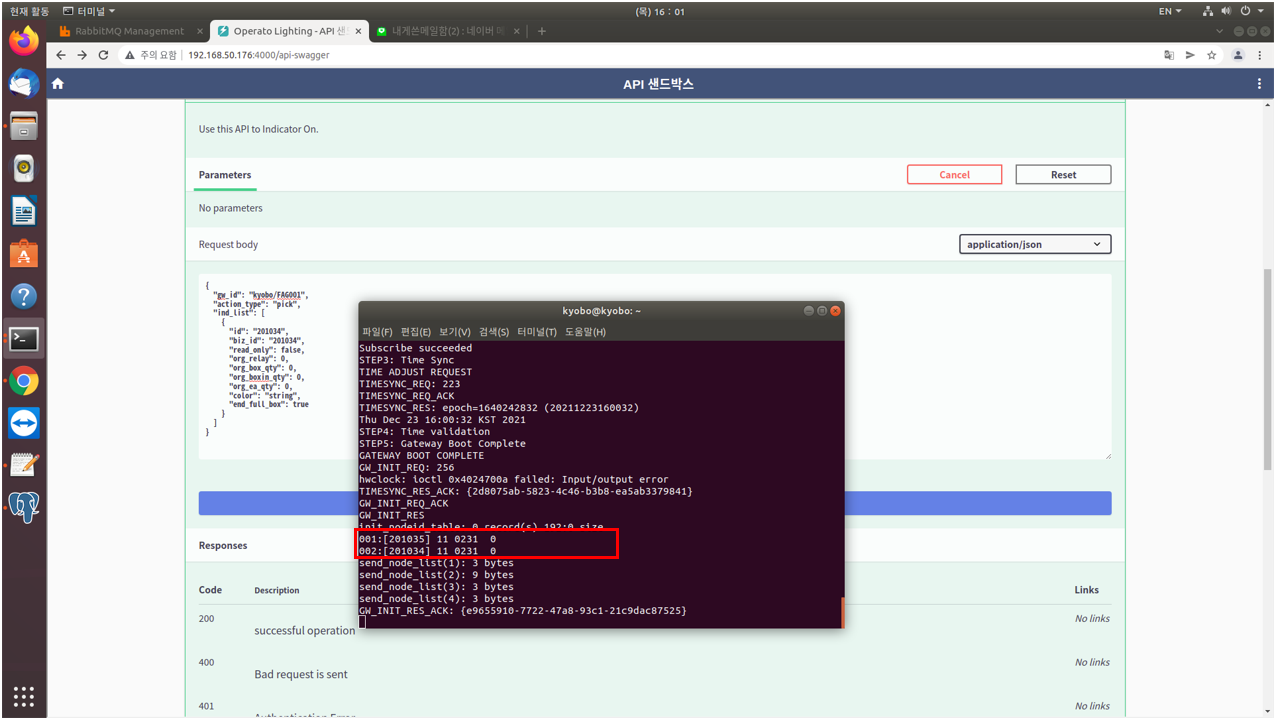 현재 활동
터미널
(목) 16 : 01
EN
RabbitMQ Management
Operato Lighting - API 샌
내게쓴메일함(2) : 네이버 메
주의 요함
192.168.50.176:4000/api-swagger
API 샌드박스
Use this API to Indicator On.
Parameters
Cancel
Reset
No parameters
Request body
application/json
{
"gw_id": "kyobo/FAG001",
"action_type": "pick",
"ind_list": [
{
"id": "201034",
"biz_id": "201034",
"read_only": false,
"org_relay": 0,
"org_box_qty": 0,
"org_boxin_qty": 0,
"org_ea_qty": 0,
"color": "string",
"end_full_box": true
}
]
}
kyobo@kyobo: ~
파일(F) 편집(E) 보기(V) 검색(S) 터미널(T) 도움말(H)
Subscribe succeeded
STEP3: Time Sync
TIME ADJUST REQUEST
TIMESYNC_REQ: 223
TIMESYNC_REQ_ACK
TIMESYNC_RES: epoch=1640242832 (20211223160032)
Thu Dec 23 16:00:32 KST 2021
STEP4: Time validation
STEP5: Gateway Boot Complete
GATEWAY BOOT COMPLETE
GW_INIT_REQ: 256
hwclock: ioctl 0x4024700a failed: Input/output error
TIMESYNC_RES_ACK: {2d8075ab-5823-4c46-b3b8-ea5ab3379841}
GW_INIT_REQ_ACK
GW_INIT_RES
init_nodeid_table: 0 record(s) 192:0 size
001:[201035] 11 0231 0
002:[201034] 11 0231 0
send_node_list(1): 3 bytes
send_node_list(2): 9 bytes
send_node_list(3): 3 bytes
send_node_list(4): 3 bytes
GW_INIT_RES_ACK: {e9655910-7722-47a8-93c1-21c9dac87525}
Responses
Code
Description
Links
200
successful operation
No links
400
Bad request is sent
No links
401
Authentication Error
No links